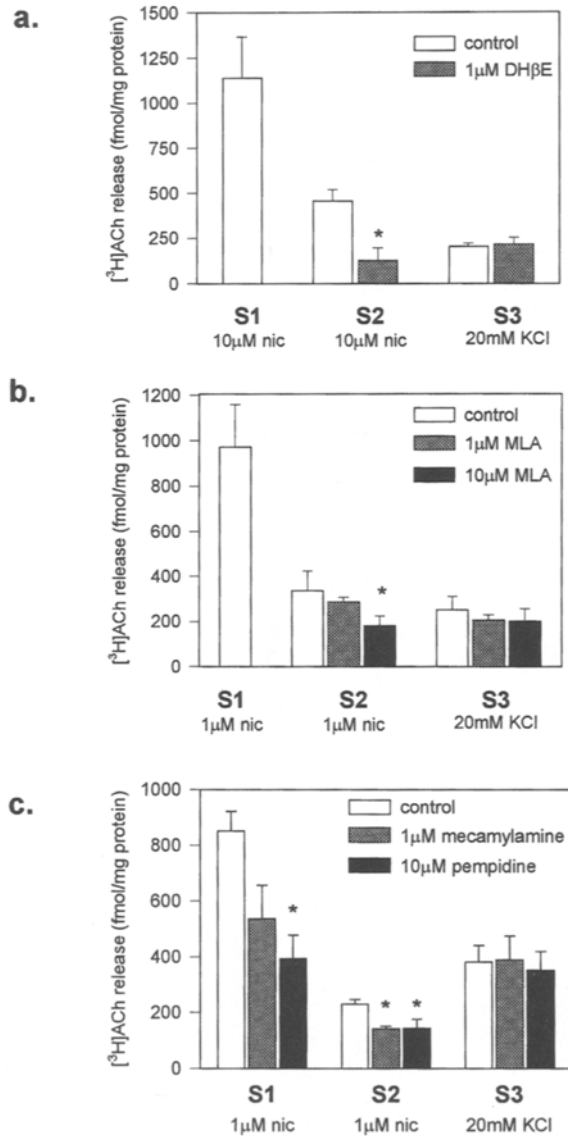 a.
[³H]ACh release (fmol/mg protein)
1500
1250
1000
750
500
250
0
control
1μM DHβE
*
S1 S2 S3
10μM nic 10μM nic 20mM KCl
b.
[³H]ACh release (fmol/mg protein)
1200
1000
800
600
400
200
0
control
1μM MLA
10μM MLA
*
S1 S2 S3
1μM nic 1μM nic 20mM KCl
c.
[³H]ACh release (fmol/mg protein)
1000
800
600
400
200
0
control
1μM mecamylamine
10μM pempidine
*
* *
S1 S2 S3
1μM nic 1μM nic 20mM KCl